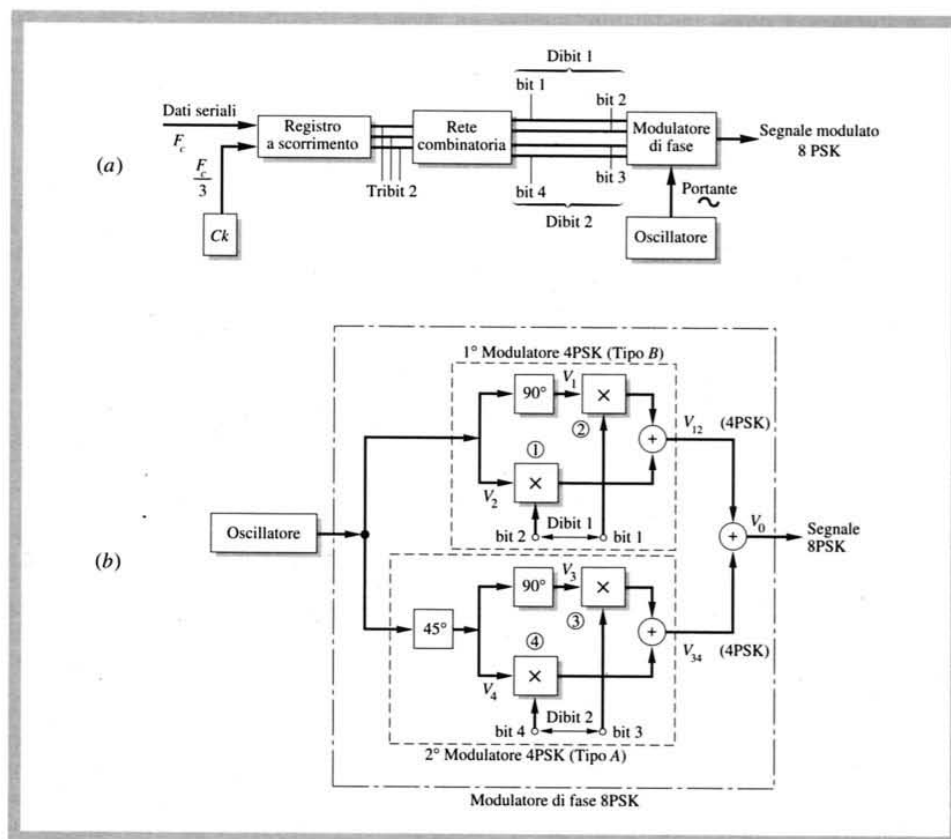 Dibit 1
bit 1
bit 2
Dati seriali
F_c
Registro
a scorrimento
Rete
combinatoria
Modulatore
di fase
Segnale modulato
8 PSK
(a)
F_c/3
Tribit 2
bit 4
bit 3
Portante
~
Dibit 2
Ck
Oscillatore
1° Modulatore 4PSK (Tipo B)
90°
V_1
×
②
+
V_12 (4PSK)
①
V_2
×
bit 2
Dibit 1
bit 1
Oscillatore
(b)
+
V_0
Segnale
8PSK
90°
V_3
×
③
45°
④
+
V_34 (4PSK)
V_4
×
bit 4
Dibit 2
bit 3
2° Modulatore 4PSK (Tipo A)
Modulatore di fase 8PSK